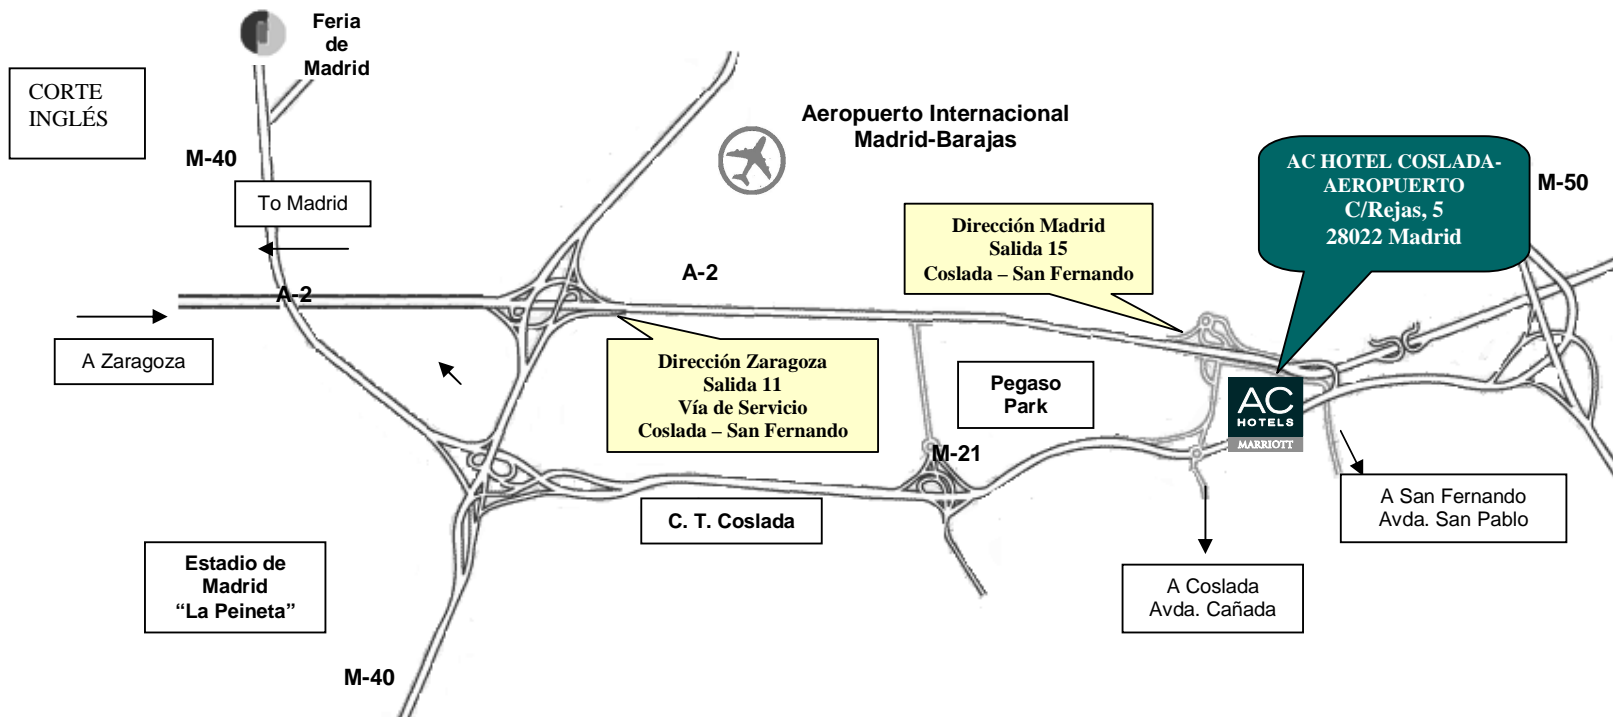 Feria
de
Madrid
CORTE
INGLÉS
M-40
To Madrid
A-2
A Zaragoza
Aeropuerto Internacional
Madrid-Barajas
A-2
Dirección Madrid
Salida 15
Coslada – San Fernando
AC HOTEL COSLADA-
AEROPUERTO
C/Rejas, 5
28022 Madrid
M-50
Dirección Zaragoza
Salida 11
Vía de Servicio
Coslada – San Fernando
Pegaso
Park
AC
HOTELS
MARRIOTT
M-21
C. T. Coslada
A San Fernando
Avda. San Pablo
Estadio de
Madrid
“La Peineta”
A Coslada
Avda. Cañada
M-40